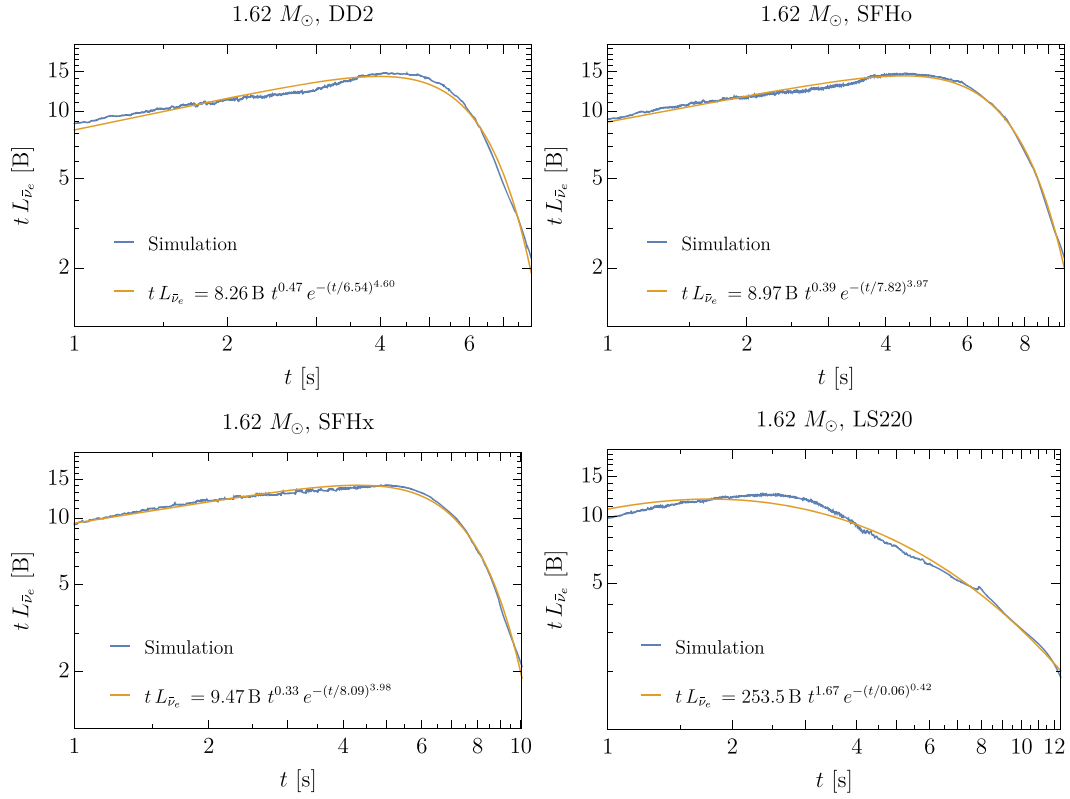 1.62 M⊙, DD2
15
10
5
2
t L_ν̄e [B]
Simulation
t L_ν̄e = 8.26 B t^0.47 e^−(t/6.54)^4.60
1 2 4 6
t [s]
1.62 M⊙, SFHo
15
10
5
2
t L_ν̄e [B]
Simulation
t L_ν̄e = 8.97 B t^0.39 e^−(t/7.82)^3.97
1 2 4 6 8
t [s]
1.62 M⊙, SFHx
15
10
5
2
t L_ν̄e [B]
Simulation
t L_ν̄e = 9.47 B t^0.33 e^−(t/8.09)^3.98
1 2 4 6 8 10
t [s]
1.62 M⊙, LS220
15
10
5
2
t L_ν̄e [B]
Simulation
t L_ν̄e = 253.5 B t^1.67 e^−(t/0.06)^0.42
1 2 4 6 8 10 12
t [s]